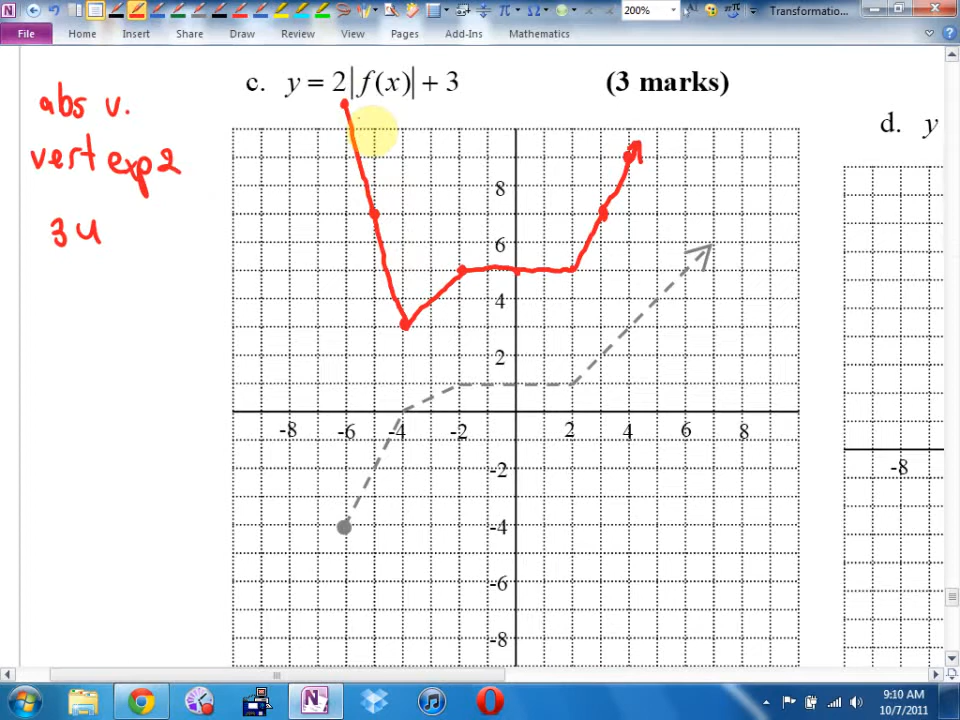 200%
Transformatio...
File Home Insert Share Draw Review View Pages Add-Ins Mathematics
c. y = 2|f(x)| + 3 (3 marks)
abs v.
d. y
vert exp 2
3 u
8
6
4
2
-8 -6 -4 -2 2 4 6 8
-8
-2
-4
-6
-8
9:10 AM
10/7/2011